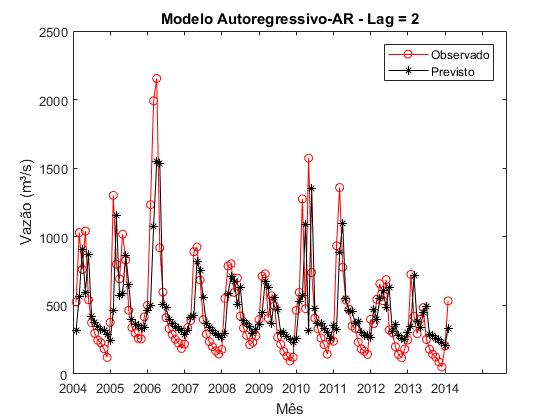 Modelo Autoregressivo-AR - Lag = 2
2500
2000
1500
1000
500
0
Vazão (m³/s)
Observado
Previsto
2004 2005 2006 2007 2008 2009 2010 2011 2012 2013 2014
Mês